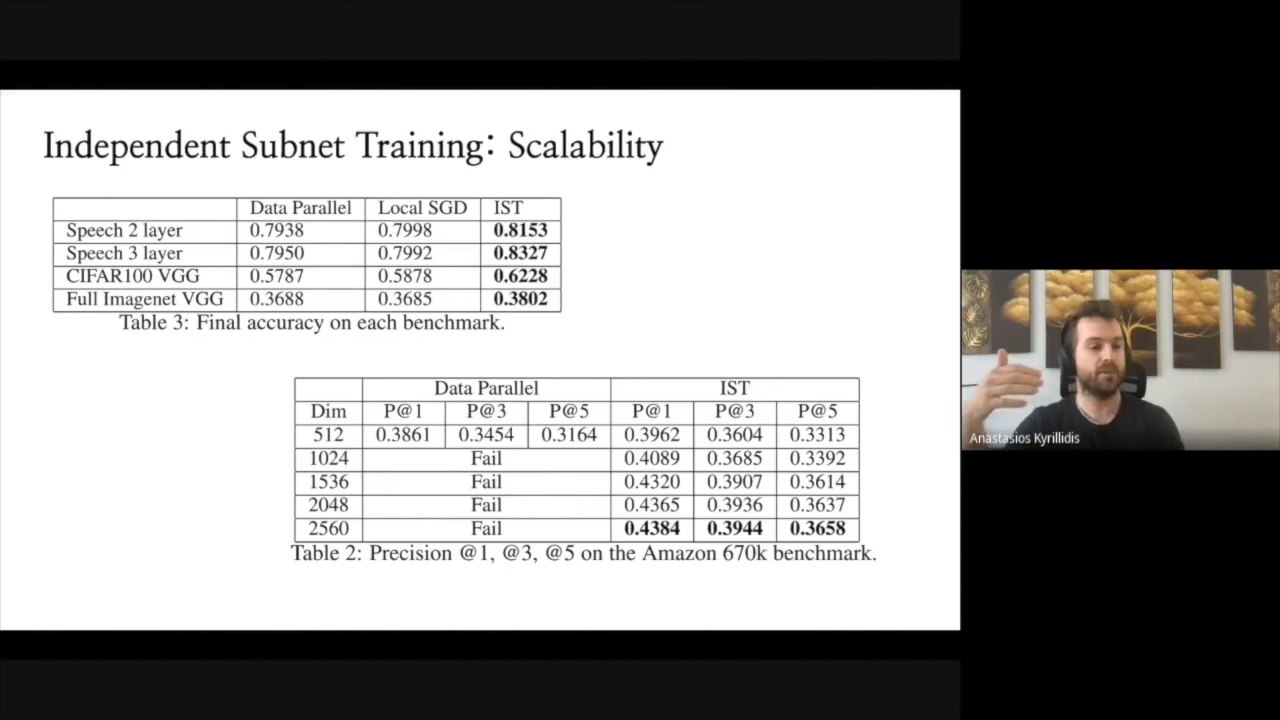 Independent Subnet Training: Scalability
Data Parallel Local SGD IST
Speech 2 layer 0.7938 0.7998 0.8153
Speech 3 layer 0.7950 0.7992 0.8327
CIFAR100 VGG 0.5787 0.5878 0.6228
Full Imagenet VGG 0.3688 0.3685 0.3802
Table 3: Final accuracy on each benchmark.
Data Parallel IST
Dim P@1 P@3 P@5 P@1 P@3 P@5
512 0.3861 0.3454 0.3164 0.3962 0.3604 0.3313
1024 Fail 0.4089 0.3685 0.3392
1536 Fail 0.4320 0.3907 0.3614
2048 Fail 0.4365 0.3936 0.3637
2560 Fail 0.4384 0.3944 0.3658
Table 2: Precision @1, @3, @5 on the Amazon 670k benchmark.
Anastasios Kyrillidis